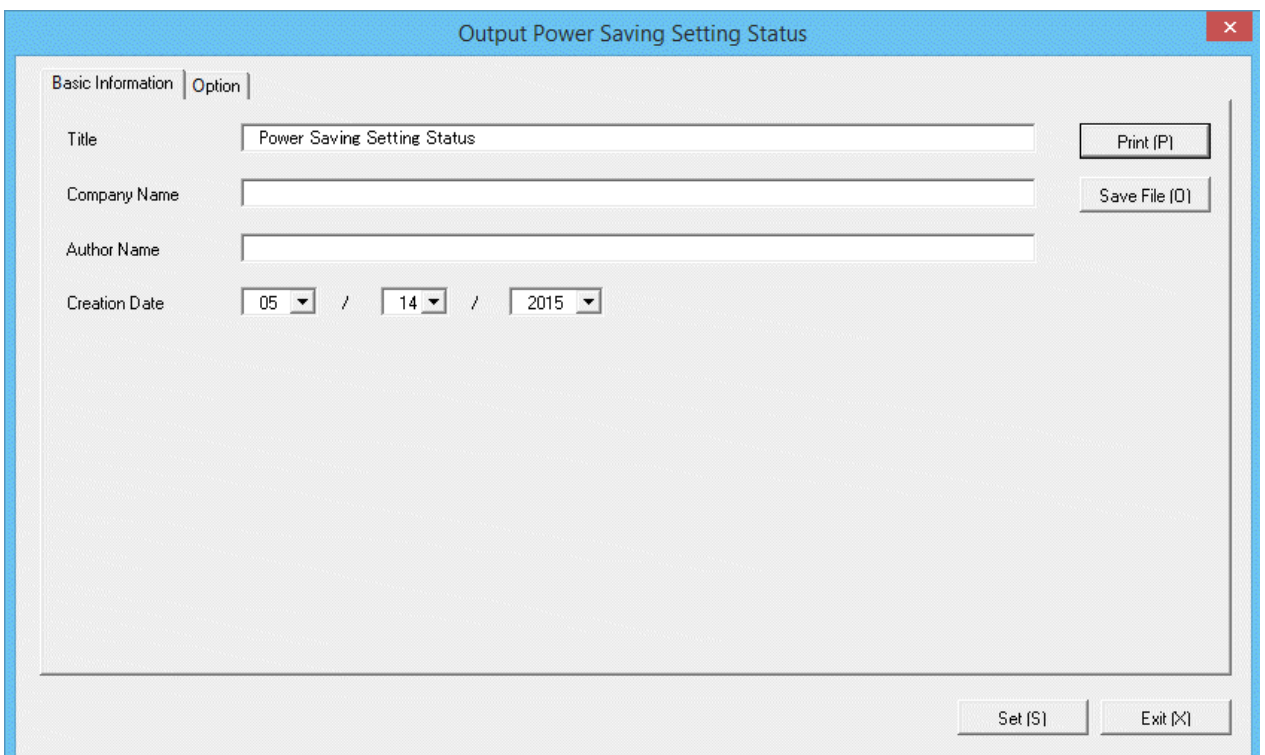 Output Power Saving Setting Status
Basic Information Option
Title Power Saving Setting Status Print (P)
Company Name Save File (O)
Author Name
Creation Date 05 / 14 / 2015
Set (S) Exit (X)